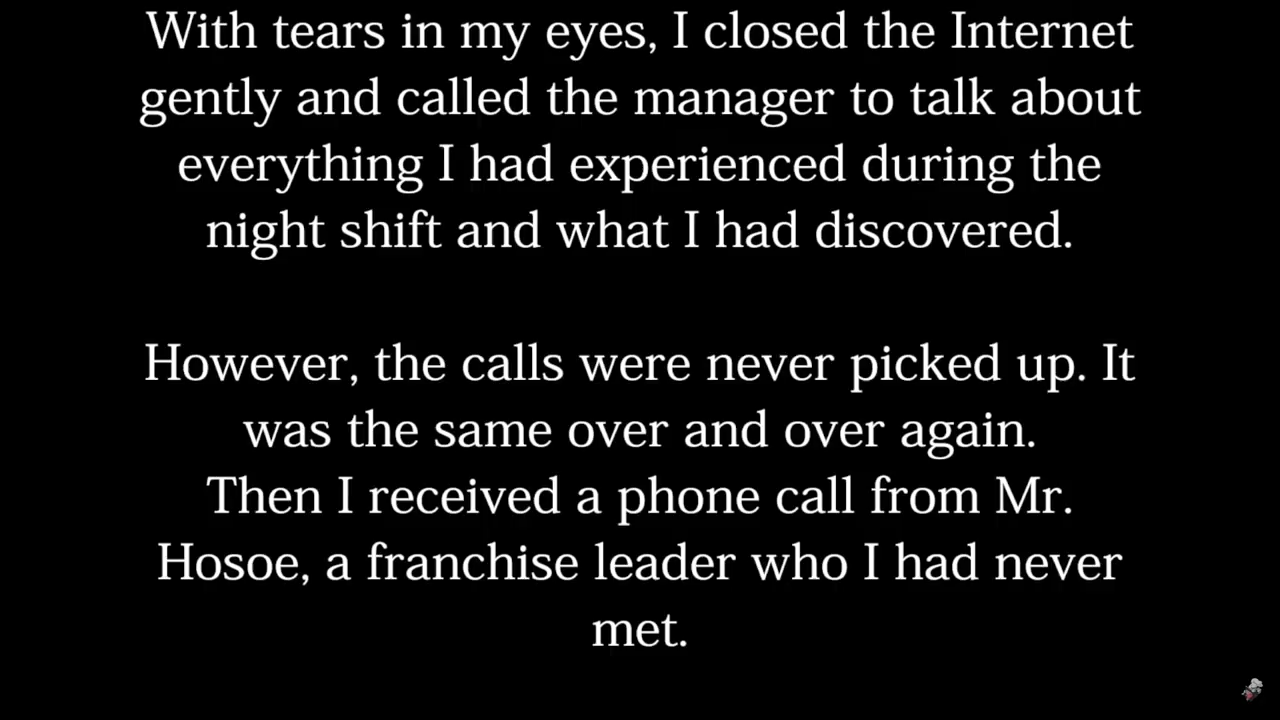 With tears in my eyes, I closed the Internet
gently and called the manager to talk about
everything I had experienced during the
night shift and what I had discovered.
However, the calls were never picked up. It
was the same over and over again.
Then I received a phone call from Mr.
Hosoe, a franchise leader who I had never
met.